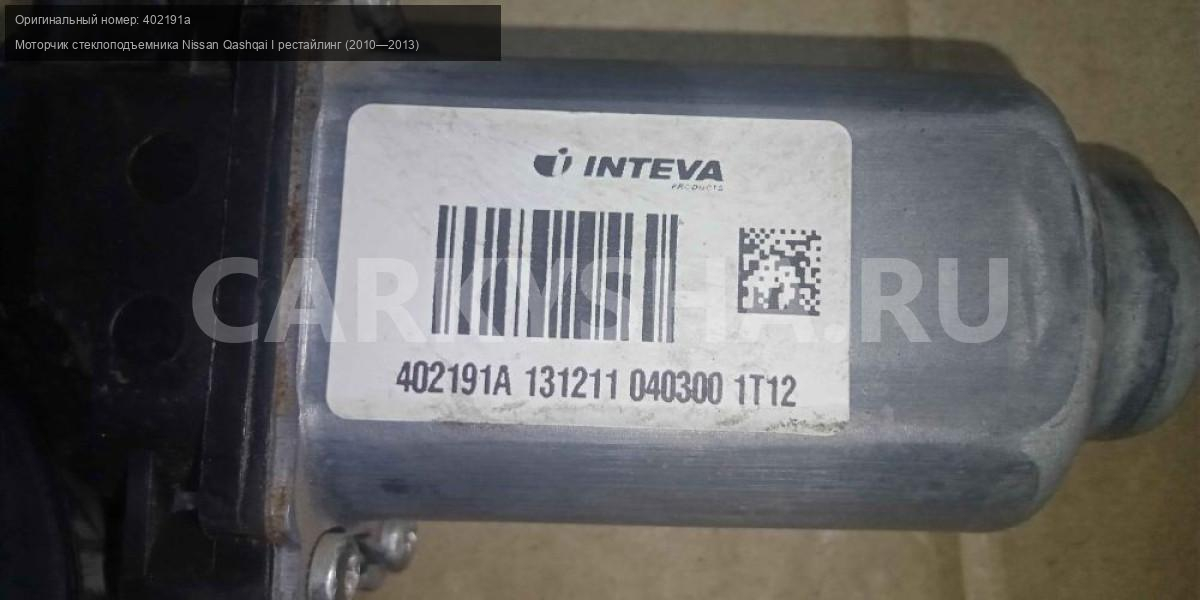 Оригинальный номер: 402191a
Моторчик стеклоподъемника Nissan Qashqai I рестайлинг (2010—2013)
INTEVA
PRODUCTS
CARKYSHA.RU
402191A 131211 040300 1T12